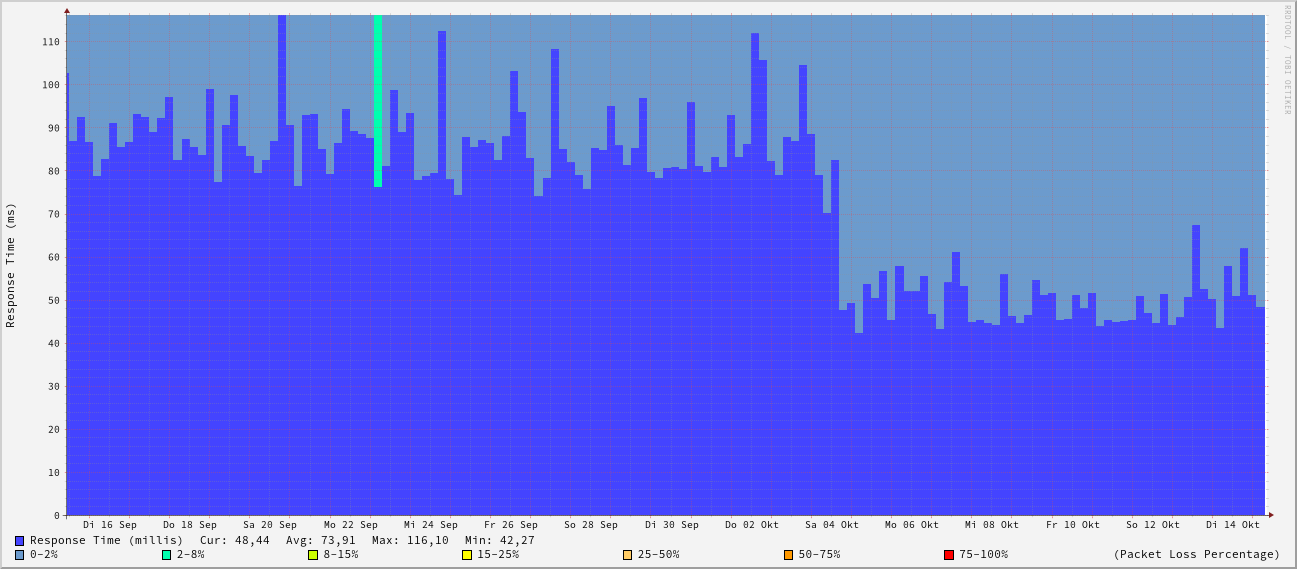 RRDTOOL / TOBI OETIKER
Response Time (ms)
110
100
90
80
70
60
50
40
30
20
10
0
Di 16 Sep Do 18 Sep Sa 20 Sep Mo 22 Sep Mi 24 Sep Fr 26 Sep So 28 Sep Di 30 Sep Do 02 Okt Sa 04 Okt Mo 06 Okt Mi 08 Okt Fr 10 Okt So 12 Okt Di 14 Okt
Response Time (millis) Cur: 48,44 Avg: 73,91 Max: 116,10 Min: 42,27
0-2% 2-8% 8-15% 15-25% 25-50% 50-75% 75-100% (Packet Loss Percentage)